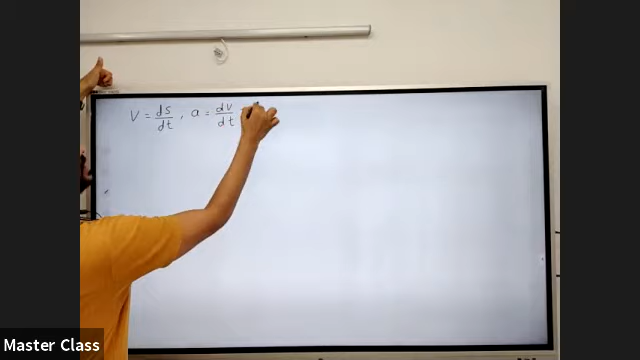 V = ds/dt , a = dv/dt
Master Class